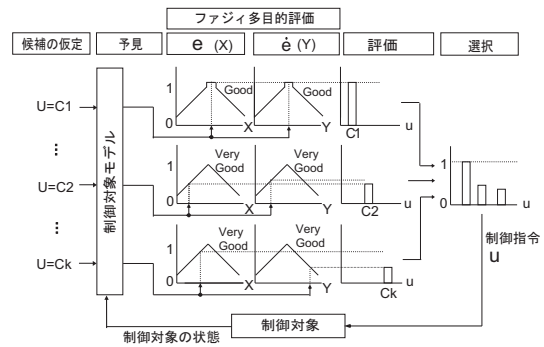 ファジィ多目的評価
候補の仮定 予見 e (X) ė (Y) 評価 選択
U=C1
1 Good 0 X
1 Good 0 Y
C1 u
⋮
制御対象モデル
U=C2
1 Very Good 0 X
Very Good Y
C2 u
⋮
U=Ck
1 Very Good 0 X
Very Good Y
Ck u
1 0 u
制御指令
u
制御対象
制御対象の状態